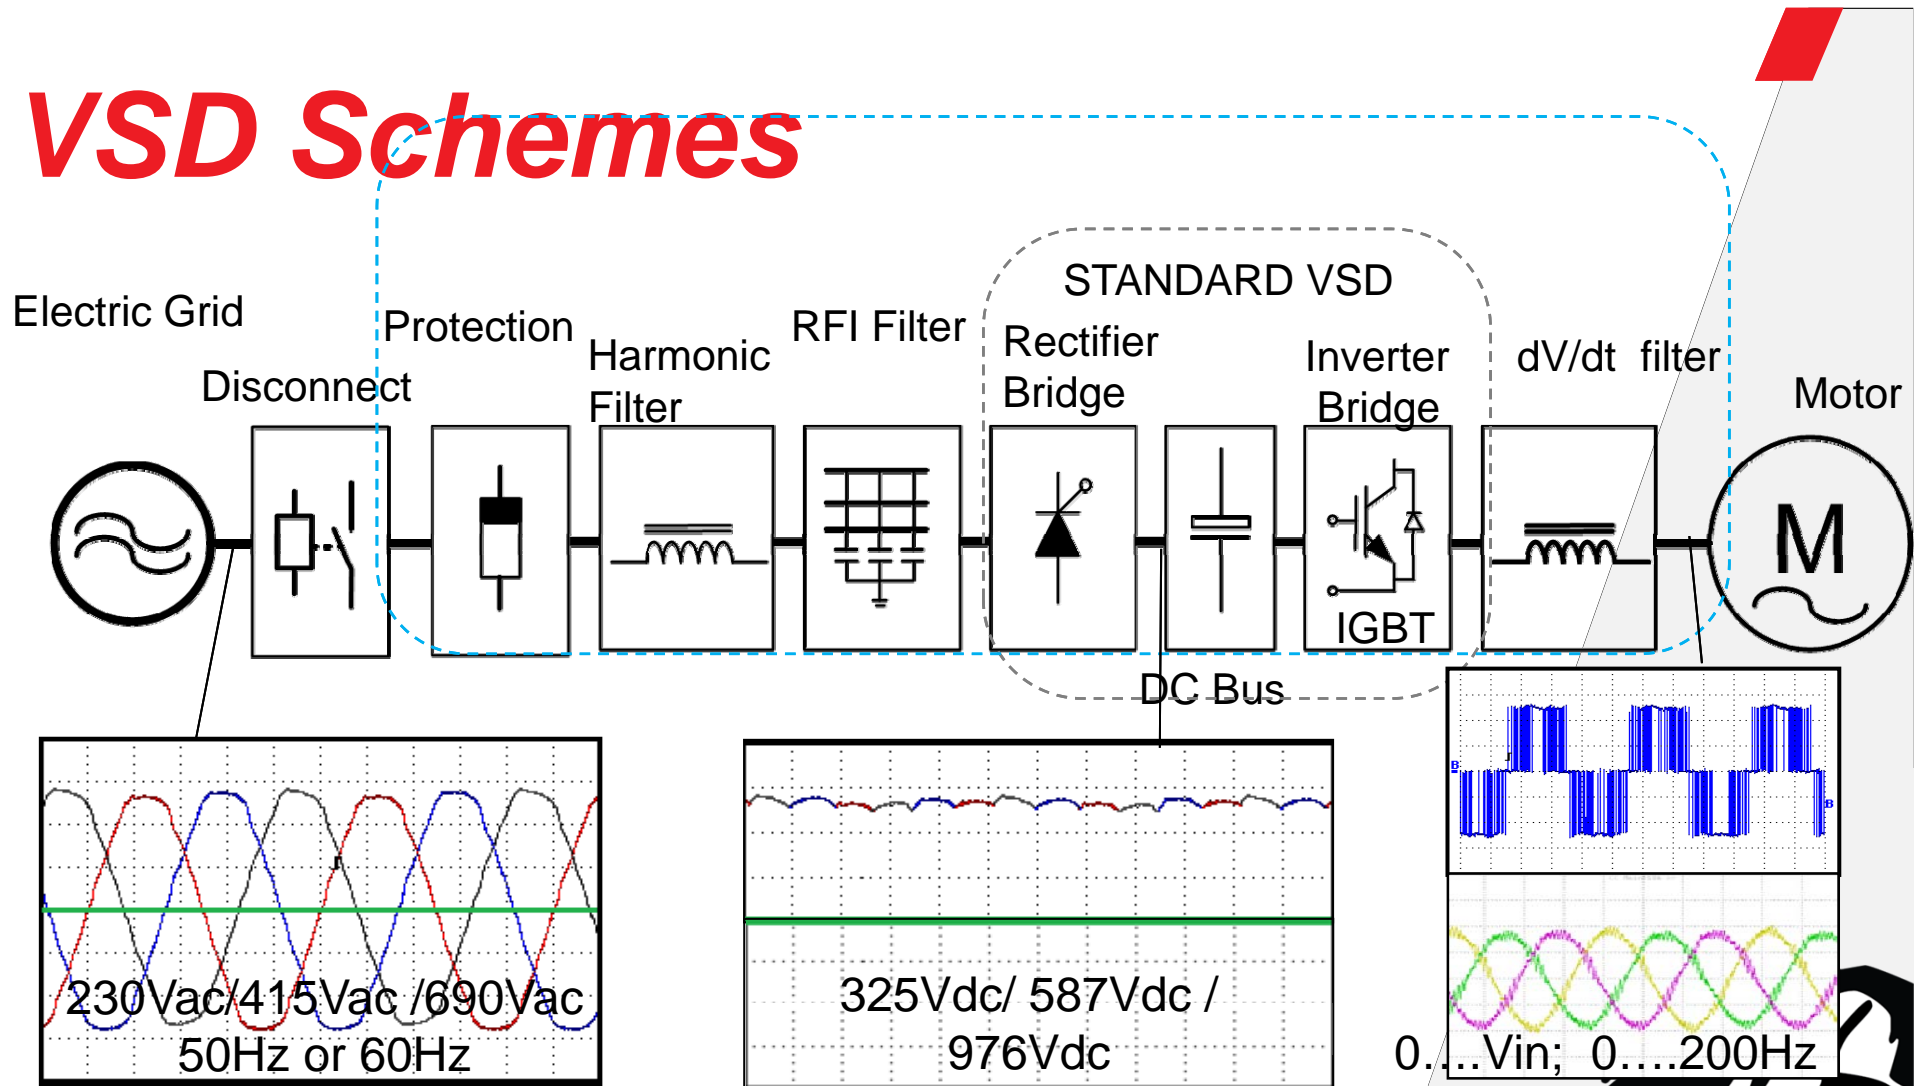 VSD Schemes
STANDARD VSD
Electric Grid
Disconnect
Protection
Harmonic
Filter
RFI Filter
Rectifier
Bridge
Inverter
Bridge
dV/dt filter
Motor
M
IGBT
DC Bus
B
B
230Vac/415Vac /690Vac
50Hz or 60Hz
325Vdc/ 587Vdc /
976Vdc
0....Vin; 0....200Hz